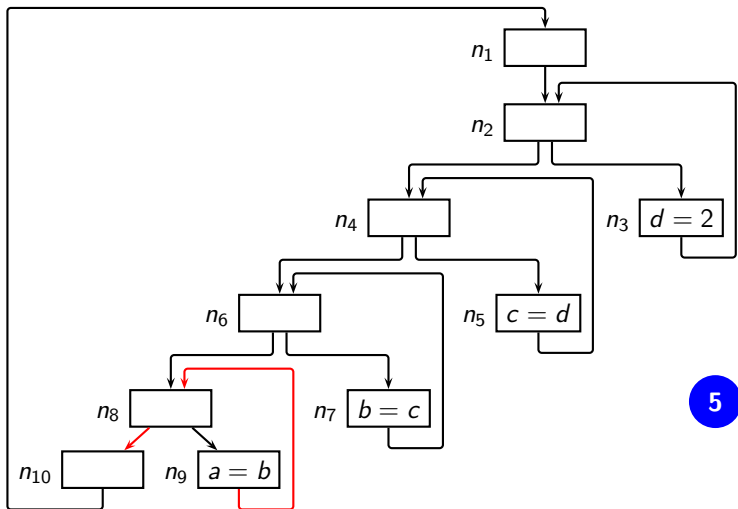 n1
n2
n4
n3 d = 2
n6
n5 c = d
n8
n7 b = c
5
n10
n9 a = b